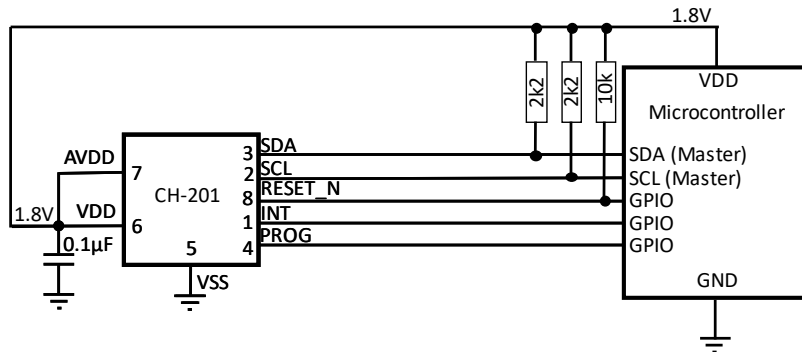 1.8V
2k2
2k2
10k
VDD
Microcontroller
AVDD
7
VDD
1.8V
6
0.1µF
CH-201
5
VSS
3
SDA
2
SCL
8
RESET_N
1
INT
4
PROG
SDA (Master)
SCL (Master)
GPIO
GPIO
GPIO
GND